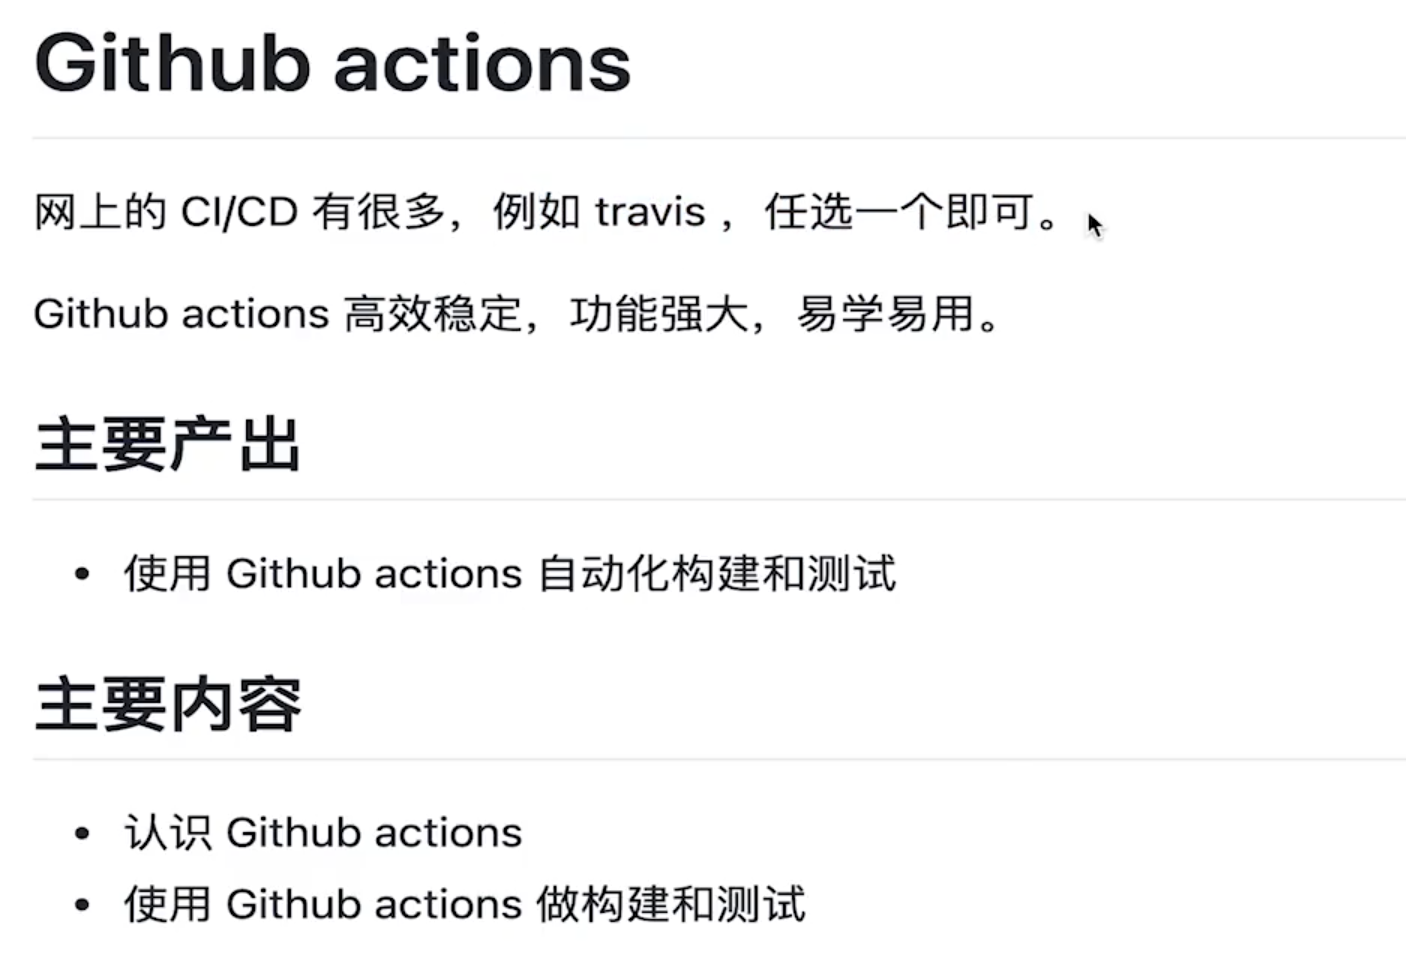 Github actions
网上的 CI/CD 有很多，例如 travis ，任选一个即可。
Github actions 高效稳定，功能强大，易学易用。
主要产出
• 使用 Github actions 自动化构建和测试
主要内容
• 认识 Github actions
• 使用 Github actions 做构建和测试